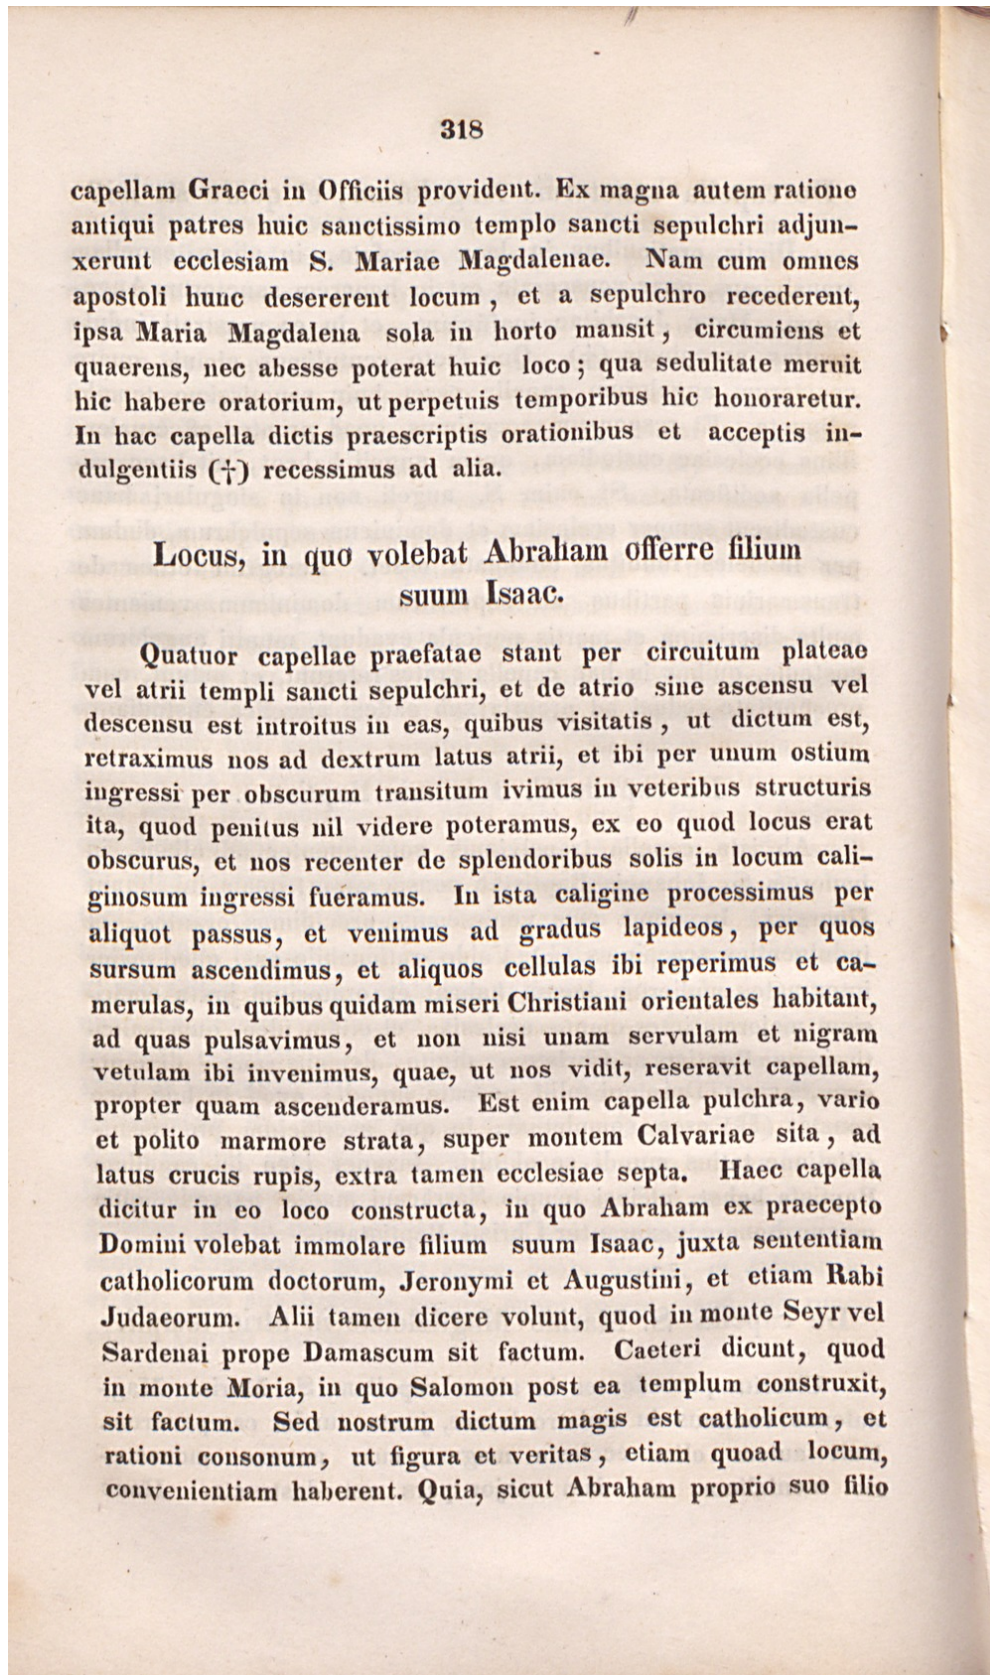 318
capellam Graeci in Officiis provident. Ex magna autem ratione
antiqui patres huic sanctissimo templo sancti sepulchri adjun-
xerunt ecclesiam S. Mariae Magdalenae. Nam cum omnes
apostoli hunc desererent locum, et a sepulchro recederent,
ipsa Maria Magdalena sola in horto mansit, circumiens et
quaerens, nec abesse poterat huic loco; qua sedulitate meruit
hic habere oratorium, ut perpetuis temporibus hic honoraretur.
In hac capella dictis praescriptis orationibus et acceptis in-
dulgentiis (†) recessimus ad alia.
Locus, in quo volebat Abraham offerre filium
suum Isaac.
Quatuor capellae praefatae stant per circuitum plateae
vel atrii templi sancti sepulchri, et de atrio sine ascensu vel
descensu est introitus in eas, quibus visitatis, ut dictum est,
retraximus nos ad dextrum latus atrii, et ibi per unum ostium
ingressi per obscurum transitum ivimus in veteribus structuris
ita, quod penitus nil videre poteramus, ex eo quod locus erat
obscurus, et nos recenter de splendoribus solis in locum cali-
ginosum ingressi fueramus. In ista caligine processimus per
aliquot passus, et venimus ad gradus lapideos, per quos
sursum ascendimus, et aliquos cellulas ibi reperimus et ca-
merulas, in quibus quidam miseri Christiani orientales habitant,
ad quas pulsavimus, et non nisi unam servulam et nigram
vetulam ibi invenimus, quae, ut nos vidit, reseravit capellam,
propter quam ascenderamus. Est enim capella pulchra, vario
et polito marmore strata, super montem Calvariae sita, ad
latus crucis rupis, extra tamen ecclesiae septa. Haec capella
dicitur in eo loco constructa, in quo Abraham ex praecepto
Domini volebat immolare filium suum Isaac, juxta sententiam
catholicorum doctorum, Jeronymi et Augustini, et etiam Rabi
Judaeorum. Alii tamen dicere volunt, quod in monte Seyr vel
Sardenai prope Damascum sit factum. Caeteri dicunt, quod
in monte Moria, in quo Salomon post ea templum construxit,
sit factum. Sed nostrum dictum magis est catholicum, et
rationi consonum, ut figura et veritas, etiam quoad locum,
convenientiam haberent. Quia, sicut Abraham proprio suo filio